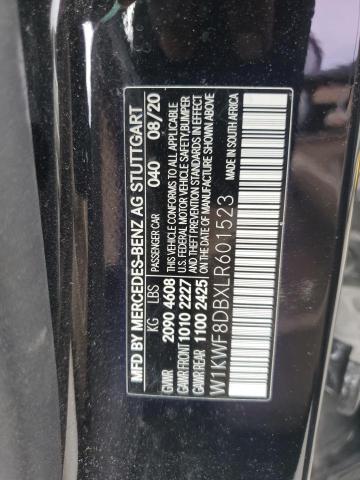 MFD BY MERCEDES-BENZ AG STUTTGART
KG LBS PASSENGER CAR 040 08/20
GVWR 2090 4608 THIS VEHICLE CONFORMS TO ALL APPLICABLE
GAWR FRONT 1010 2227 U.S. FEDERAL MOTOR VEHICLE SAFETY, BUMPER
GAWR REAR 1100 2425 AND THEFT PREVENTION STANDARDS IN EFFECT
ON THE DATE OF MANUFACTURE SHOWN ABOVE
W1KWF8DBXLR601523
MADE IN SOUTH AFRICA